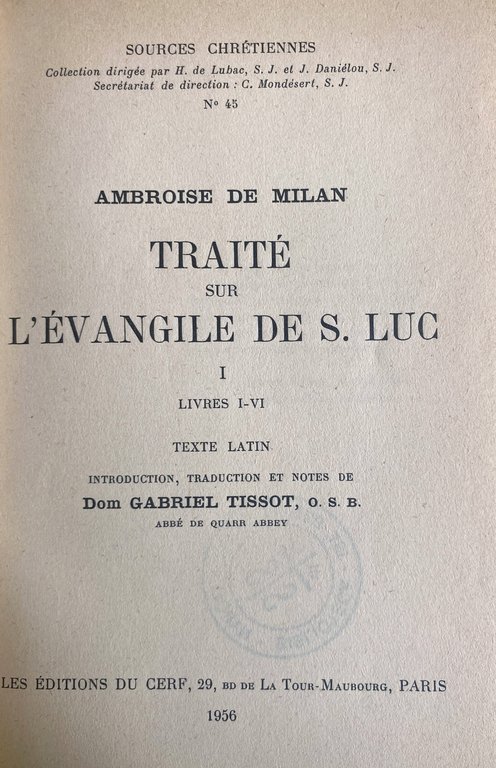 SOURCES CHRÉTIENNES
Collection dirigée par H. de Lubac, S. J. et J. Daniélou, S. J.
Secrétariat de direction : C. Mondésert, S. J.
Nº 45
AMBROISE DE MILAN
TRAITÉ
SUR
L'ÉVANGILE DE S. LUC
I
LIVRES I-VI
TEXTE LATIN
INTRODUCTION, TRADUCTION ET NOTES DE
Dom GABRIEL TISSOT, O. S. B.
ABBÉ DE QUARR ABBEY
LES ÉDITIONS DU CERF, 29, BD DE LA TOUR-MAUBOURG, PARIS
1956